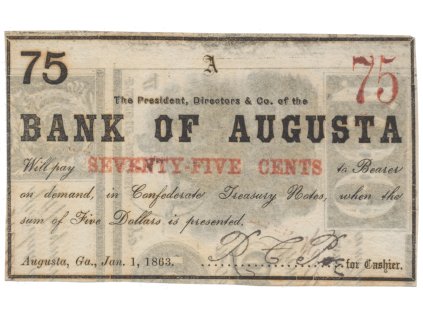 75 75
A
The President, Directors & Co. of the
BANK OF AUGUSTA
Will pay SEVENTY-FIVE CENTS to Bearer
on demand, in Confederate Treasury Notes, when the
sum of Five Dollars is presented.
Augusta, Ga., Jan. 1, 1863. for Cashier.